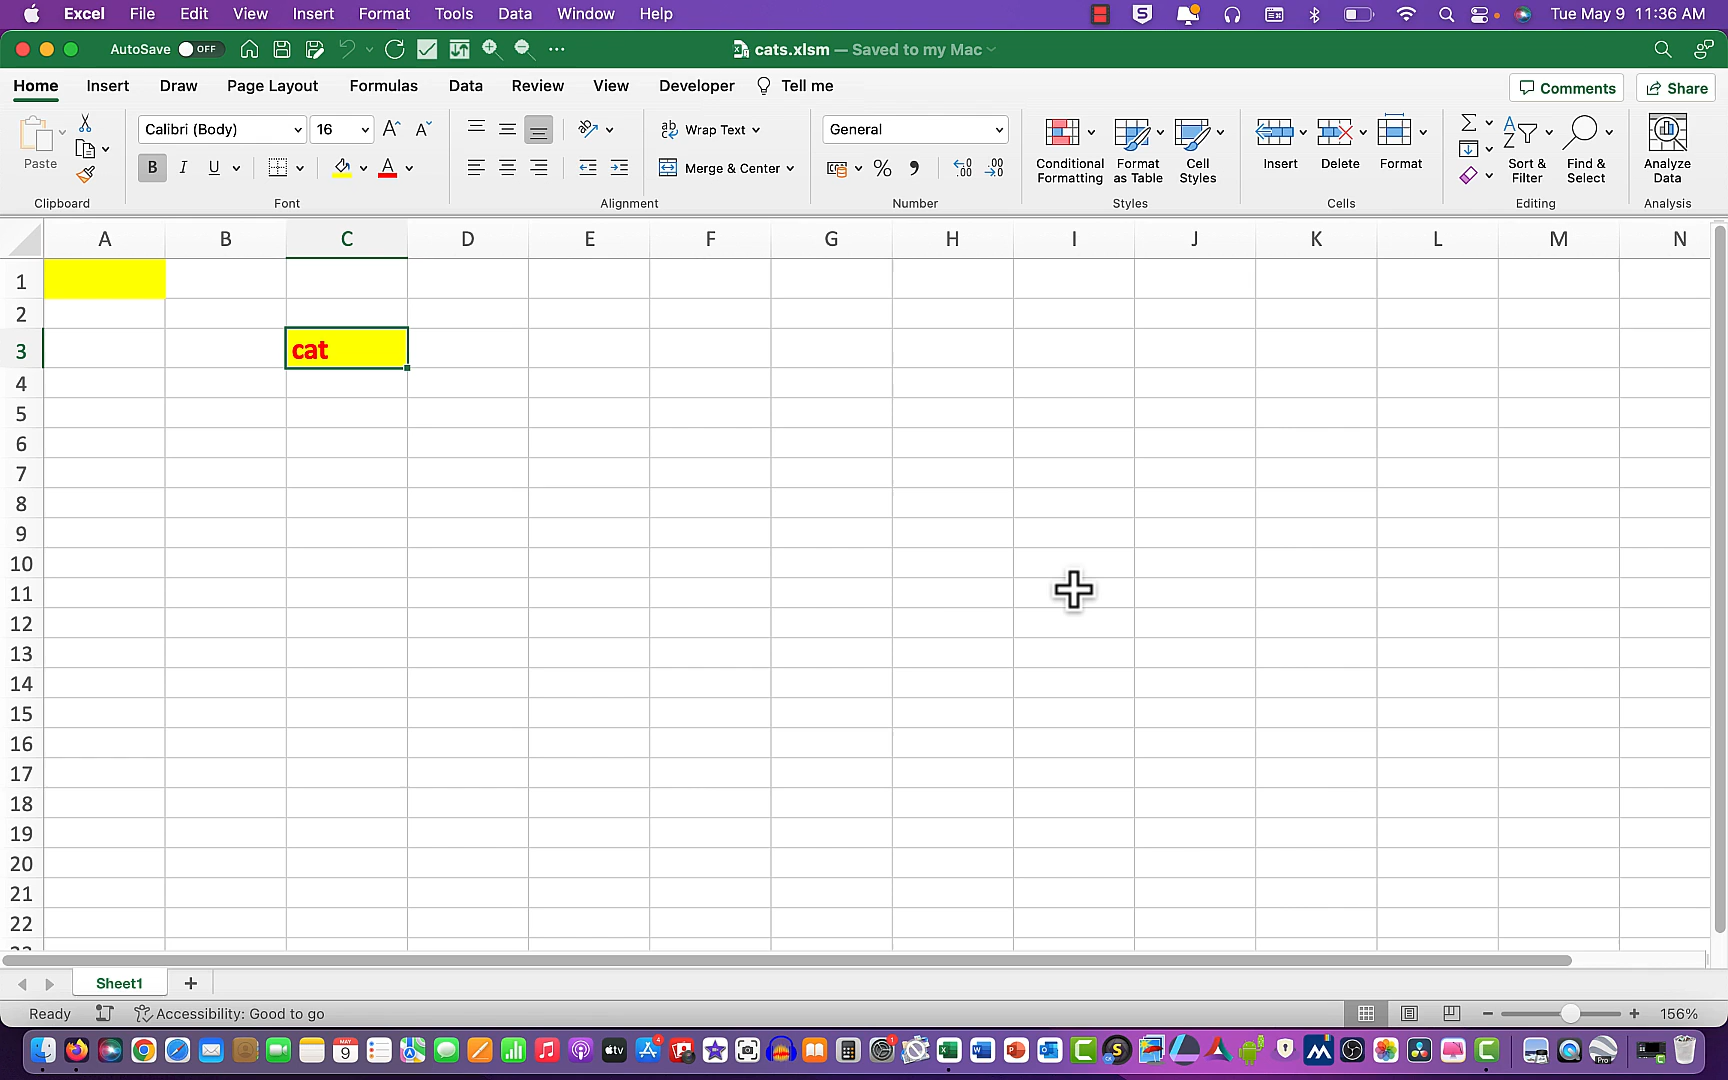 Excel File Edit View Insert Format Tools Data Window Help Tue May 9 11:36 AM
AutoSave OFF cats.xlsm — Saved to my Mac
Home Insert Draw Page Layout Formulas Data Review View Developer Tell me Comments Share
Paste
Clipboard
Calibri (Body) 16
B I U A
Font
Wrap Text
Merge & Center
Alignment
General
Number
Conditional Formatting
Format as Table
Cell Styles
Styles
Insert
Delete
Format
Cells
Sort & Filter
Find & Select
Editing
Analyze Data
Analysis
A B C D E F G H I J K L M N
1
2
3 cat
4
5
6
7
8
9
10
11
12
13
14
15
16
17
18
19
20
21
22
Sheet1
Ready Accessibility: Good to go 156%